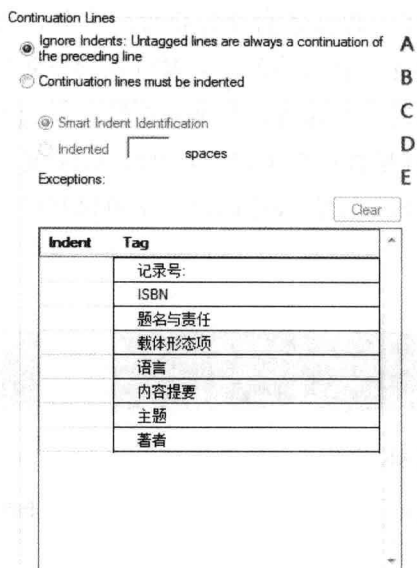 Continuation Lines
Ignore Indents: Untagged lines are always a continuation of A
the preceding line
Continuation lines must be indented B
C
Smart Indent Identification
Indented spaces D
Exceptions: E
Clear
Indent Tag
记录号:
ISBN
题名与责任
载体形态项
语言
内容提要
主题
著者